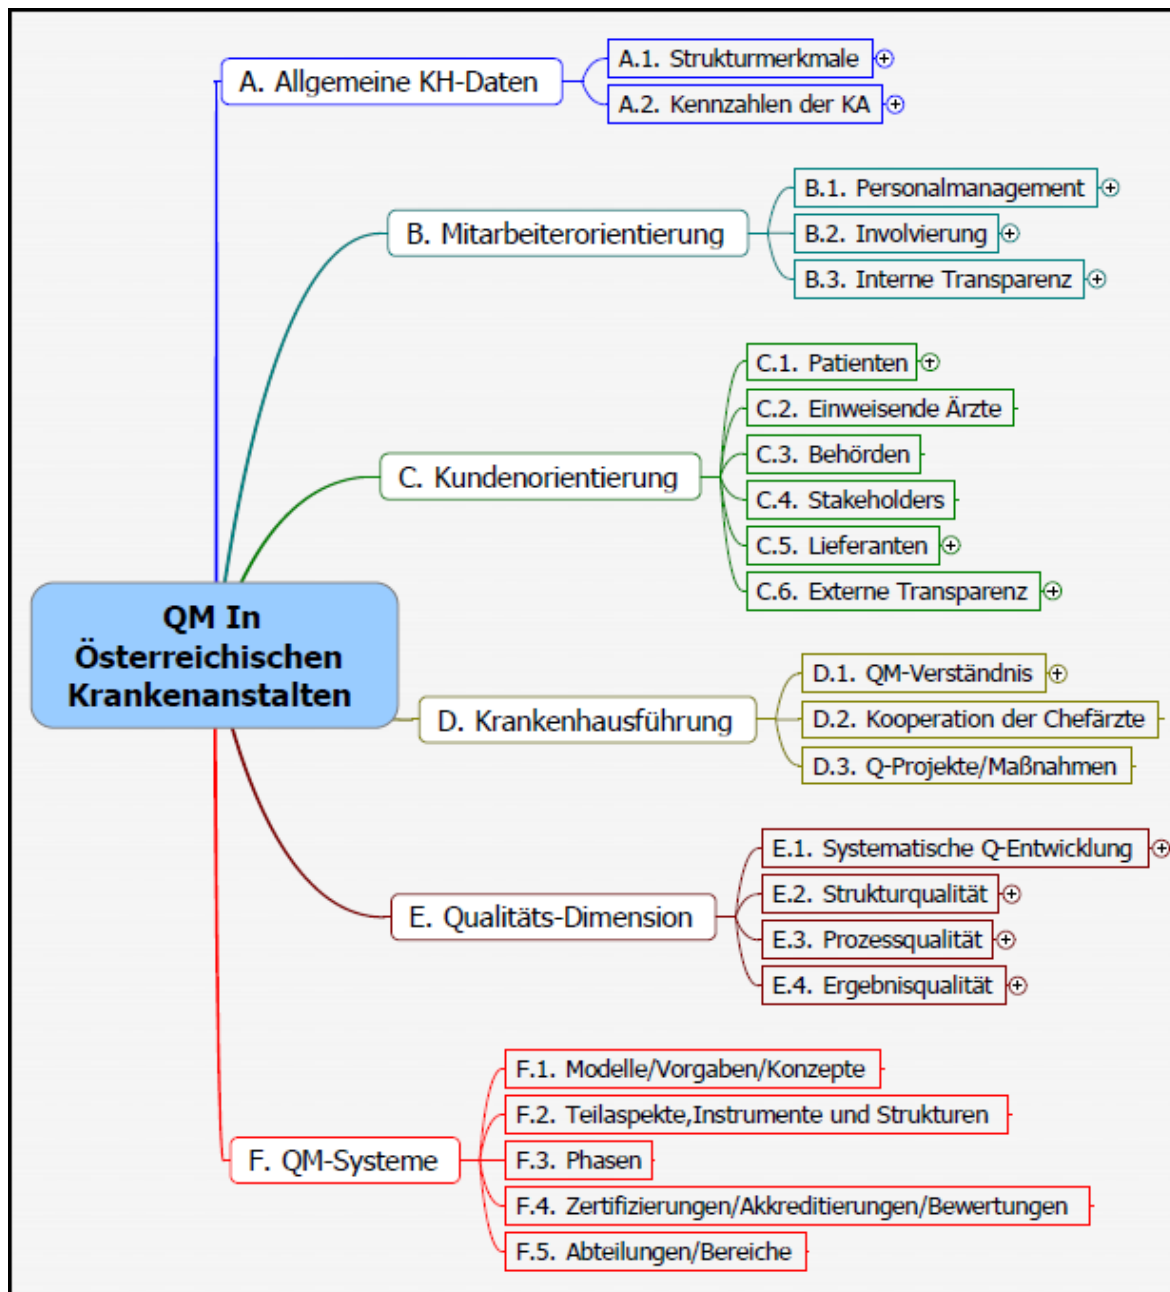 A. Allgemeine KH-Daten
A.1. Strukturmerkmale
A.2. Kennzahlen der KA
B. Mitarbeiterorientierung
B.1. Personalmanagement
B.2. Involvierung
B.3. Interne Transparenz
C. Kundenorientierung
C.1. Patienten
C.2. Einweisende Ärzte
C.3. Behörden
C.4. Stakeholders
C.5. Lieferanten
C.6. Externe Transparenz
QM In
Österreichischen
Krankenanstalten
D. Krankenhausführung
D.1. QM-Verständnis
D.2. Kooperation der Chefärzte
D.3. Q-Projekte/Maßnahmen
E. Qualitäts-Dimension
E.1. Systematische Q-Entwicklung
E.2. Strukturqualität
E.3. Prozessqualität
E.4. Ergebnisqualität
F. QM-Systeme
F.1. Modelle/Vorgaben/Konzepte
F.2. Teilaspekte,Instrumente und Strukturen
F.3. Phasen
F.4. Zertifizierungen/Akkreditierungen/Bewertungen
F.5. Abteilungen/Bereiche